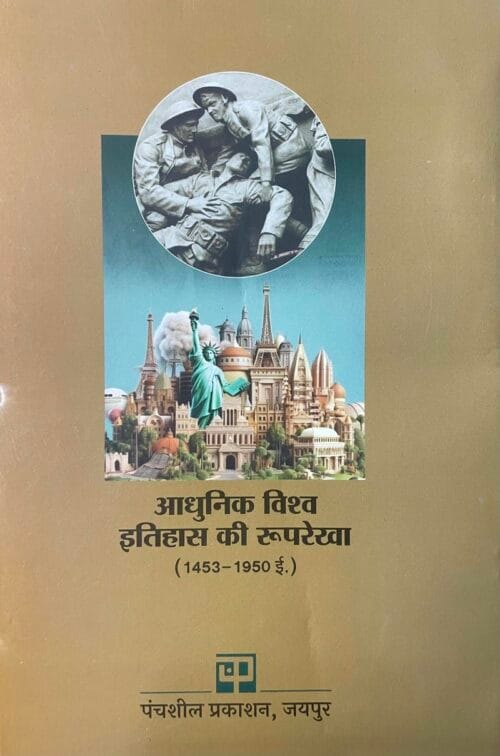 आधुनिक विश्व
इतिहास की रूपरेखा
(1453-1950 ई.)
पंचशील प्रकाशन, जयपुर